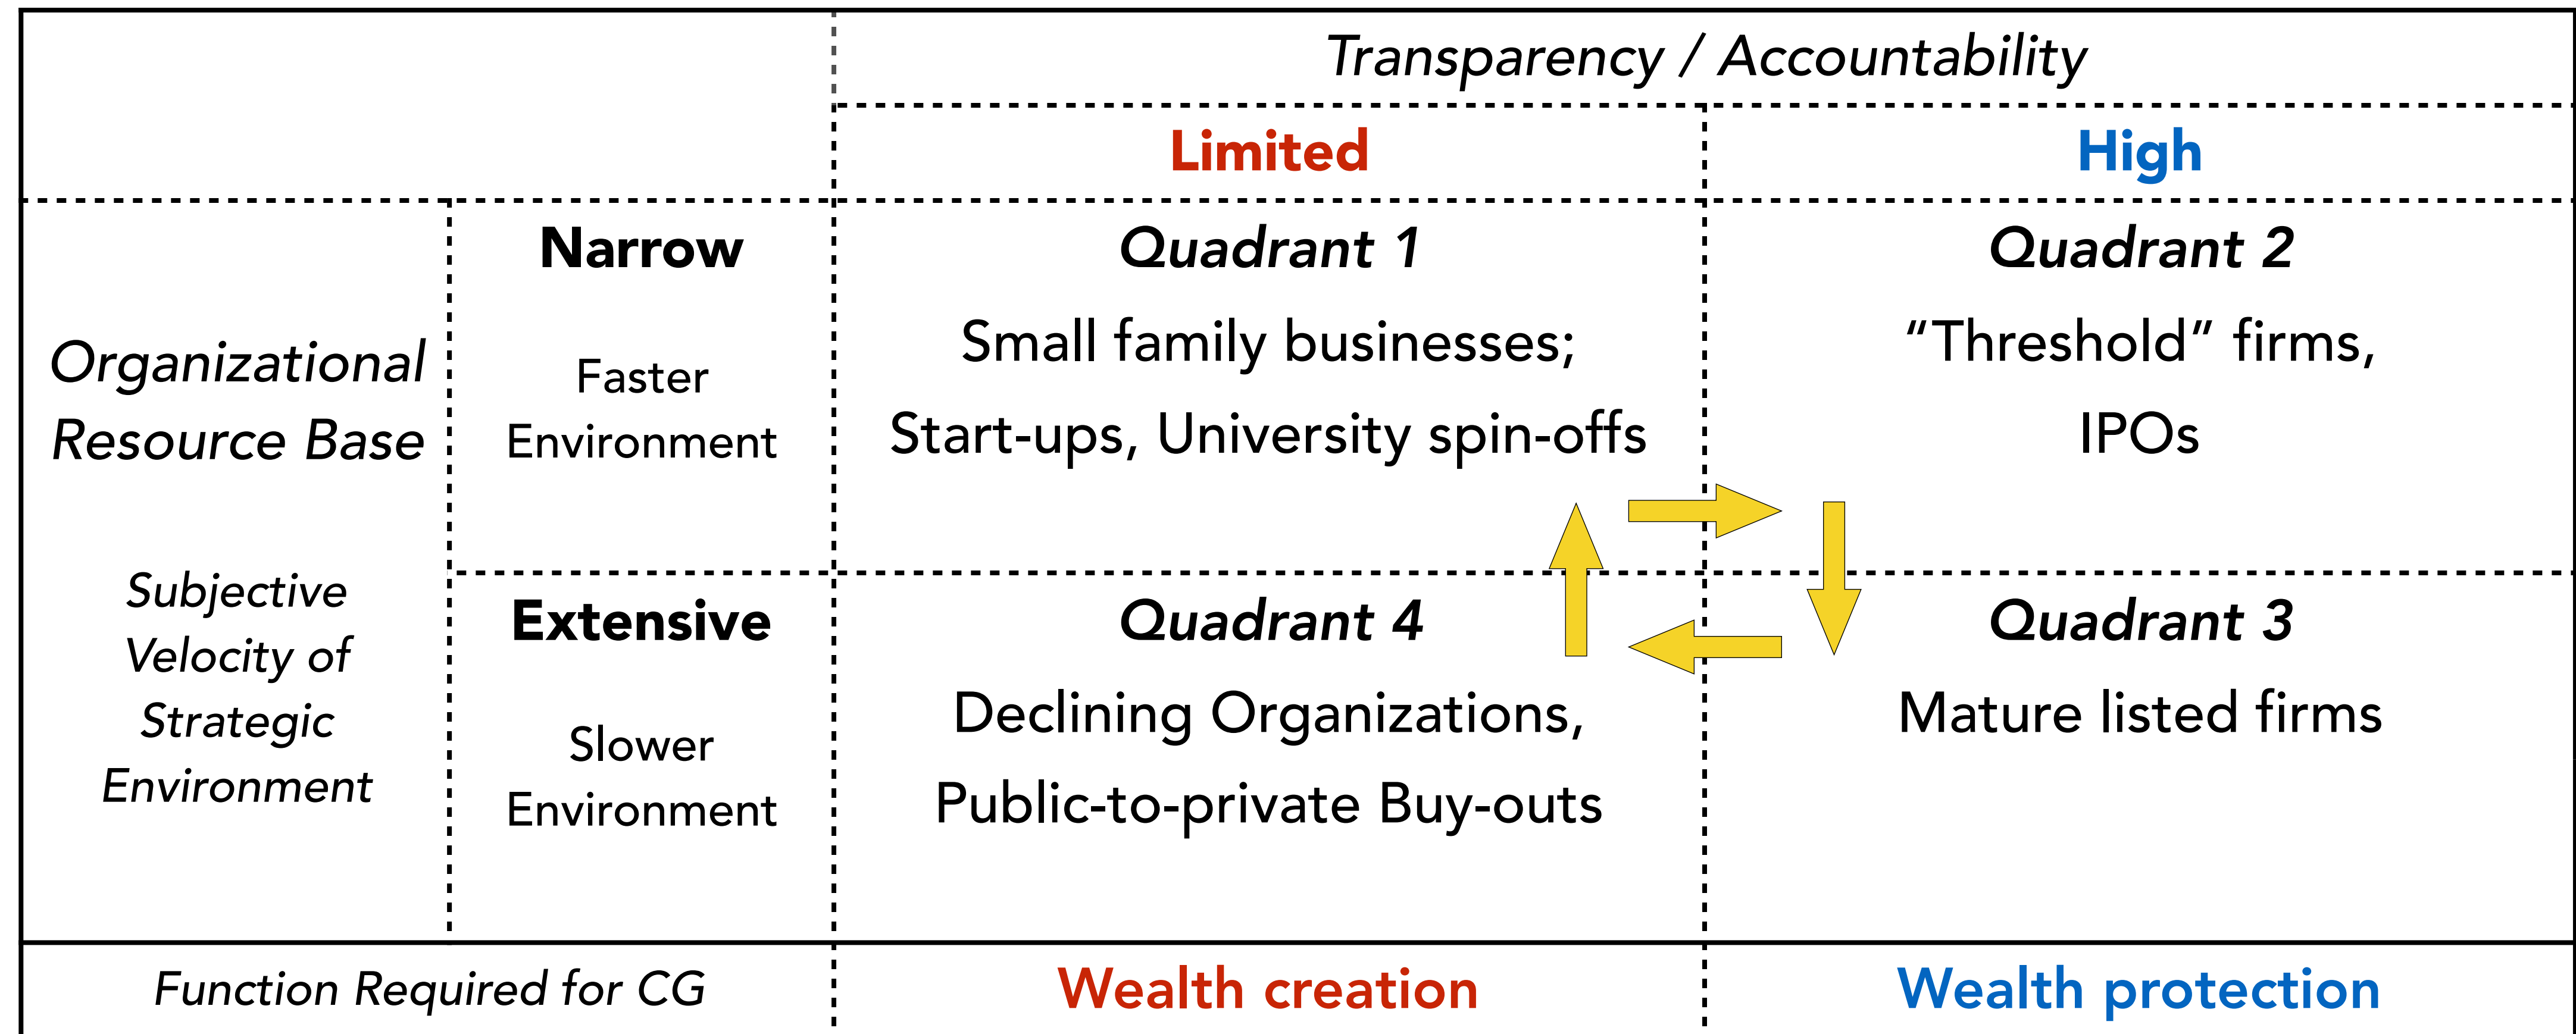 Transparency / Accountability
Limited
High
Organizational
Resource Base
Subjective
Velocity of
Strategic
Environment
Narrow
Faster
Environment
Quadrant 1
Small family businesses;
Start-ups, University spin-offs
Quadrant 2
“Threshold” firms,
IPOs
Extensive
Slower
Environment
Quadrant 4
Declining Organizations,
Public-to-private Buy-outs
Quadrant 3
Mature listed firms
Function Required for CG
Wealth creation
Wealth protection